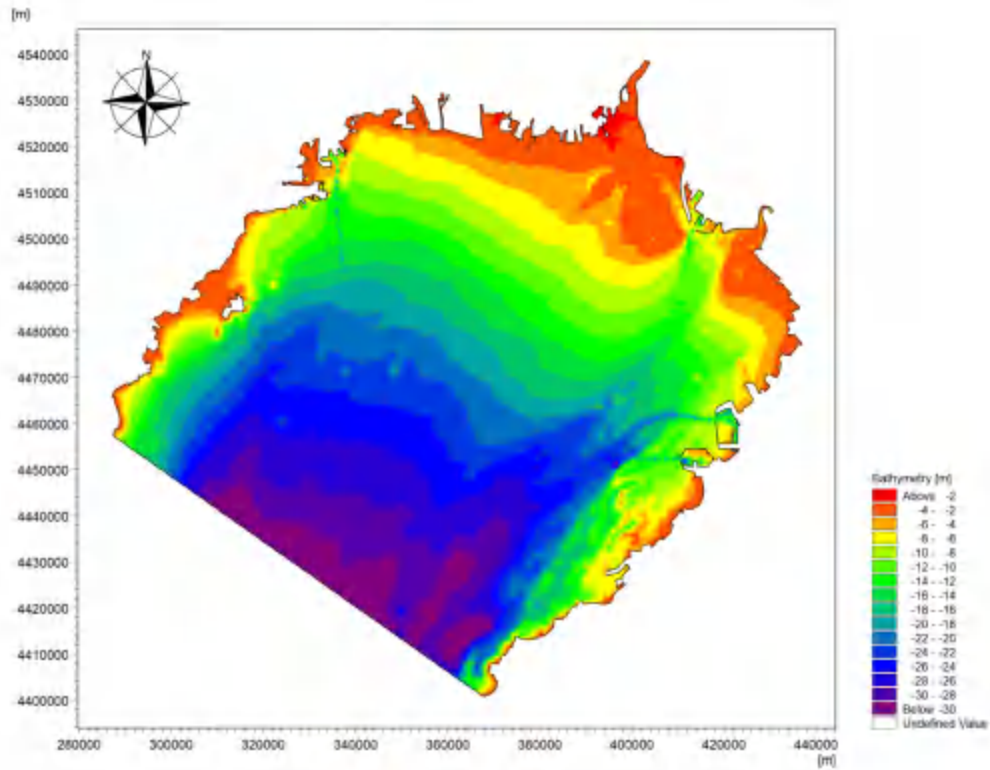 [m]
N
4540000
4530000
4520000
4510000
4500000
4490000
4480000
4470000
4460000
4450000
4440000
4430000
4420000
4410000
4400000
280000 300000 320000 340000 360000 380000 400000 420000 440000
[m]
Bathymetry [m]
Above -2
-4 - -2
-6 - -4
-8 - -6
-10 - -8
-12 - -10
-14 - -12
-16 - -14
-18 - -16
-20 - -18
-22 - -20
-24 - -22
-26 - -24
-28 - -26
-30 - -28
Below -30
Undefined Value